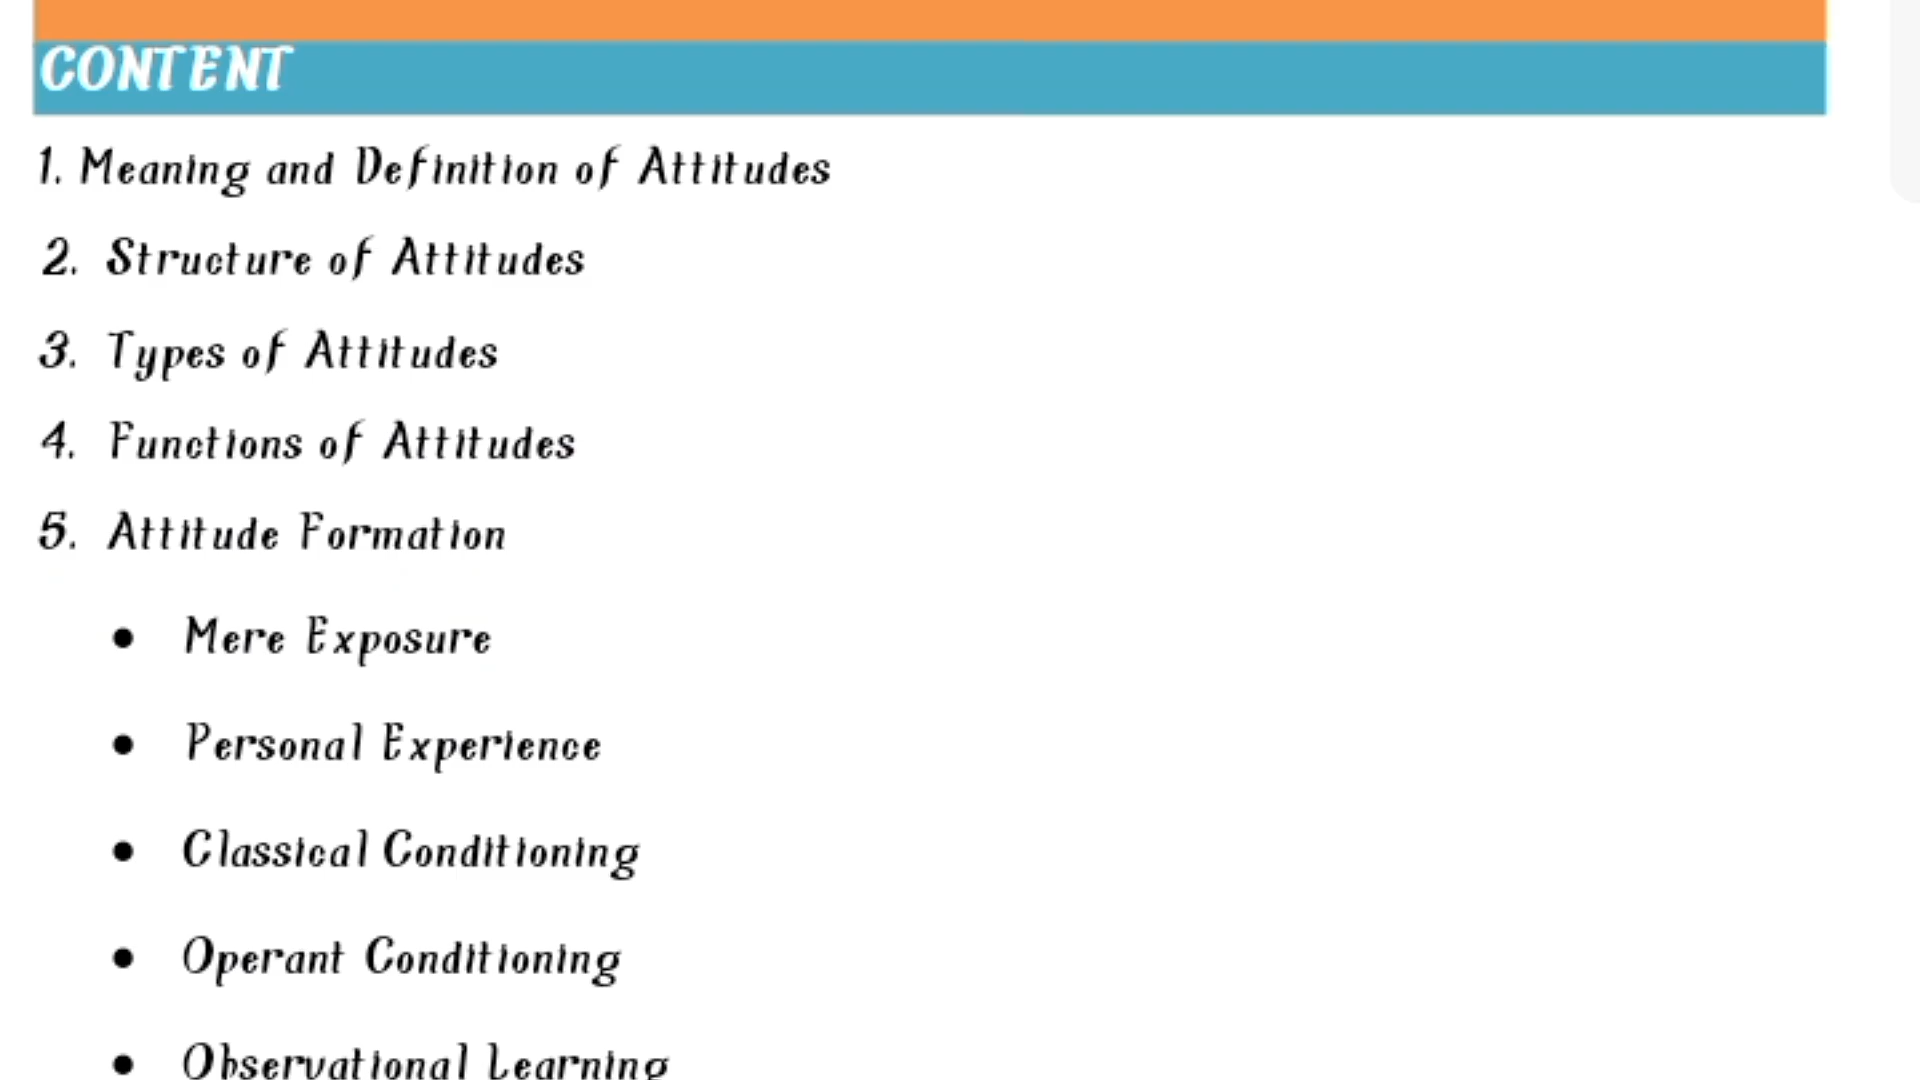 CONTENT
1. Meaning and Definition of Attitudes
2. Structure of Attitudes
3. Types of Attitudes
4. Functions of Attitudes
5. Attitude Formation
● Mere Exposure
● Personal Experience
● Classical Conditioning
● Operant Conditioning
● Observational Learning